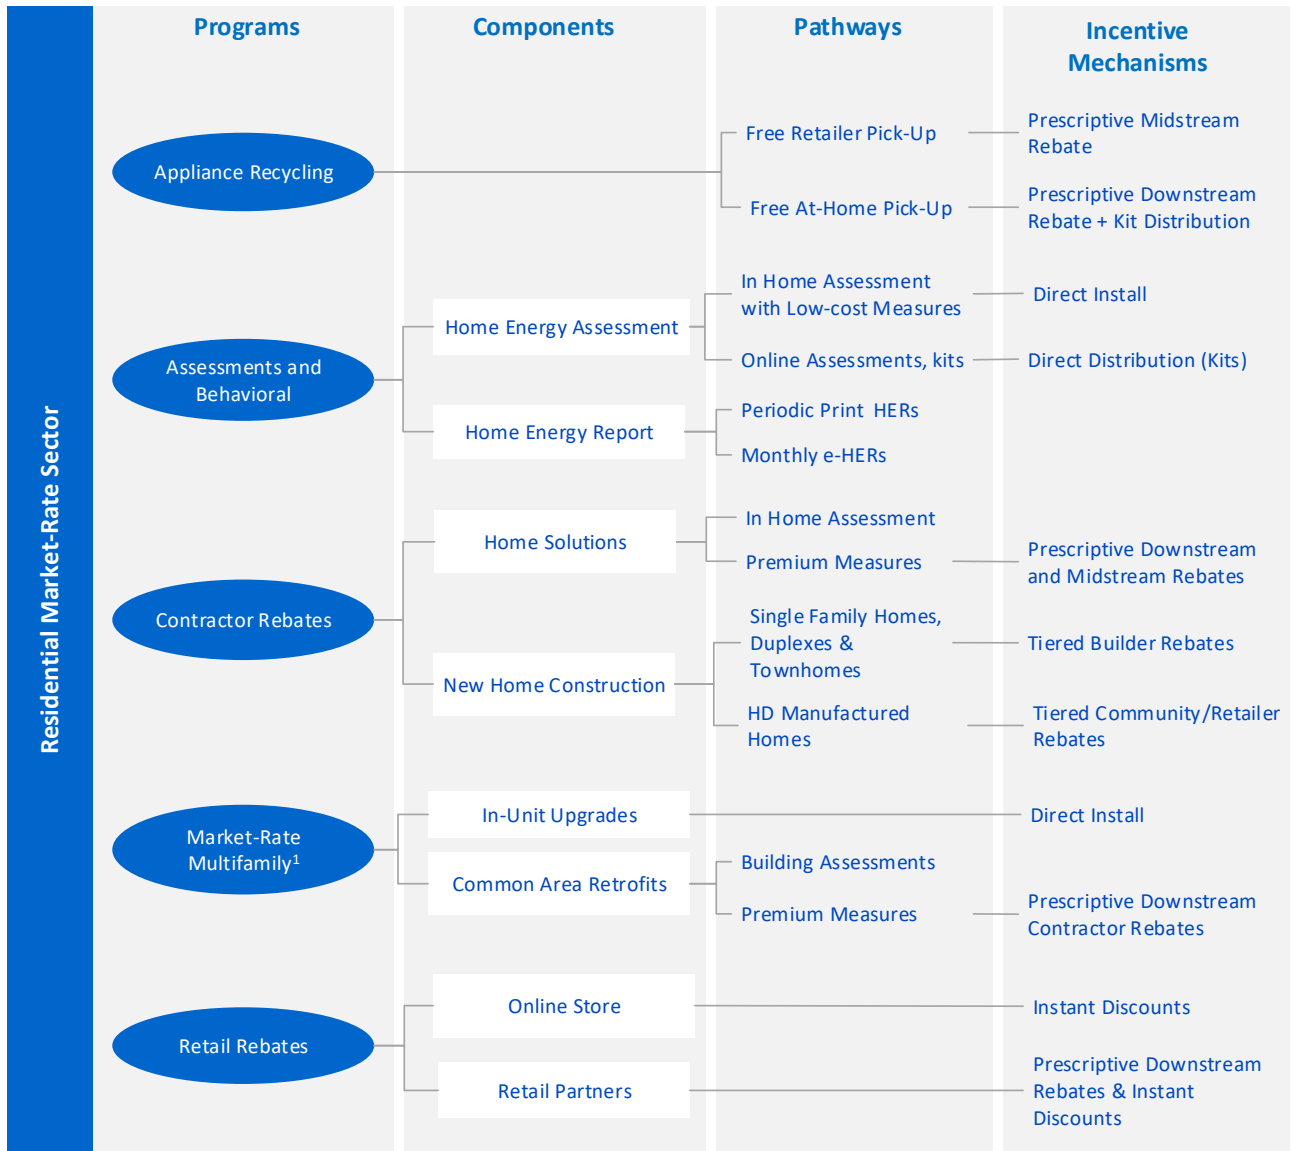 Residential Market-Rate Sector
Programs
Components
Pathways
Incentive
Mechanisms
Appliance Recycling
Free Retailer Pick-Up
Prescriptive Midstream
Rebate
Free At-Home Pick-Up
Prescriptive Downstream
Rebate + Kit Distribution
Assessments and
Behavioral
Home Energy Assessment
In Home Assessment
with Low-cost Measures
Direct Install
Online Assessments, kits
Direct Distribution (Kits)
Home Energy Report
Periodic Print HERs
Monthly e-HERs
Contractor Rebates
Home Solutions
In Home Assessment
Premium Measures
Prescriptive Downstream
and Midstream Rebates
New Home Construction
Single Family Homes,
Duplexes &
Townhomes
Tiered Builder Rebates
HD Manufactured
Homes
Tiered Community/Retailer
Rebates
Market-Rate
Multifamily¹
In-Unit Upgrades
Direct Install
Common Area Retrofits
Building Assessments
Premium Measures
Prescriptive Downstream
Contractor Rebates
Retail Rebates
Online Store
Instant Discounts
Retail Partners
Prescriptive Downstream
Rebates & Instant
Discounts